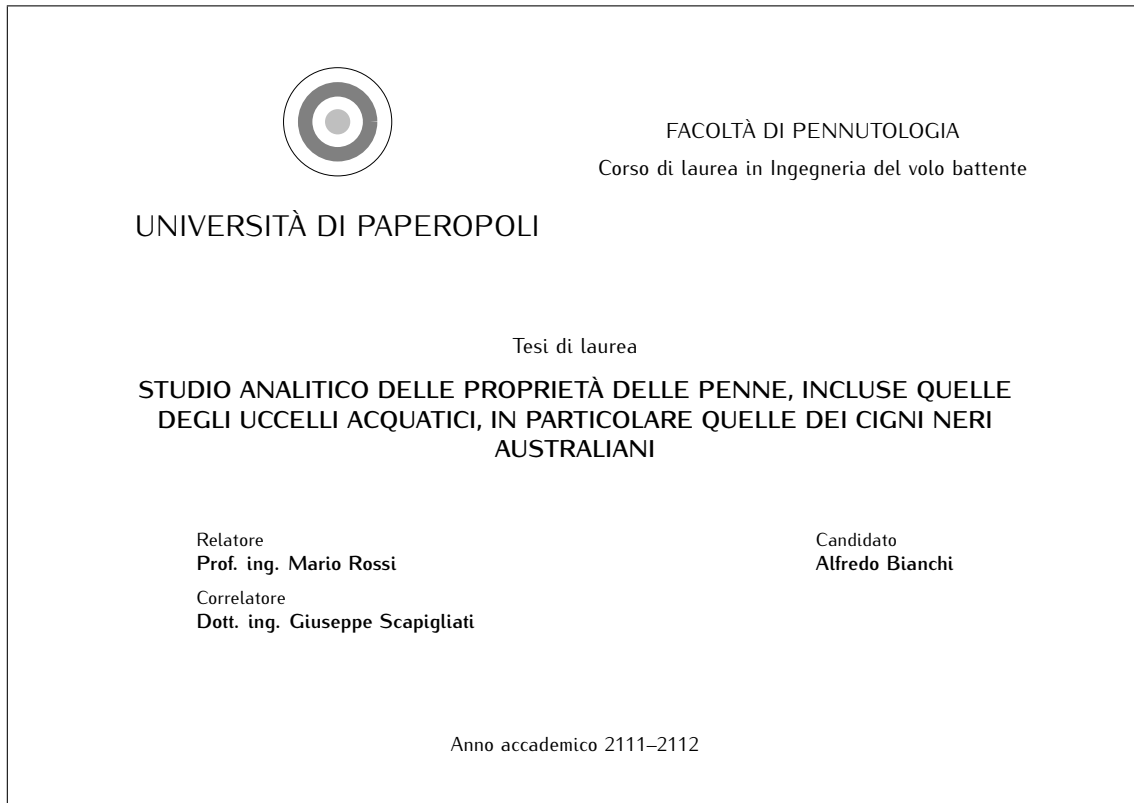 FACOLTÀ DI PENNUTOLOGIA
Corso di laurea in Ingegneria del volo battente
UNIVERSITÀ DI PAPEROPOLI
Tesi di laurea
STUDIO ANALITICO DELLE PROPRIETÀ DELLE PENNE, INCLUSE QUELLE
DEGLI UCCELLI ACQUATICI, IN PARTICOLARE QUELLE DEI CIGNI NERI
AUSTRALIANI
Relatore
Prof. ing. Mario Rossi
Correlatore
Dott. ing. Giuseppe Scapigliati
Candidato
Alfredo Bianchi
Anno accademico 2111–2112